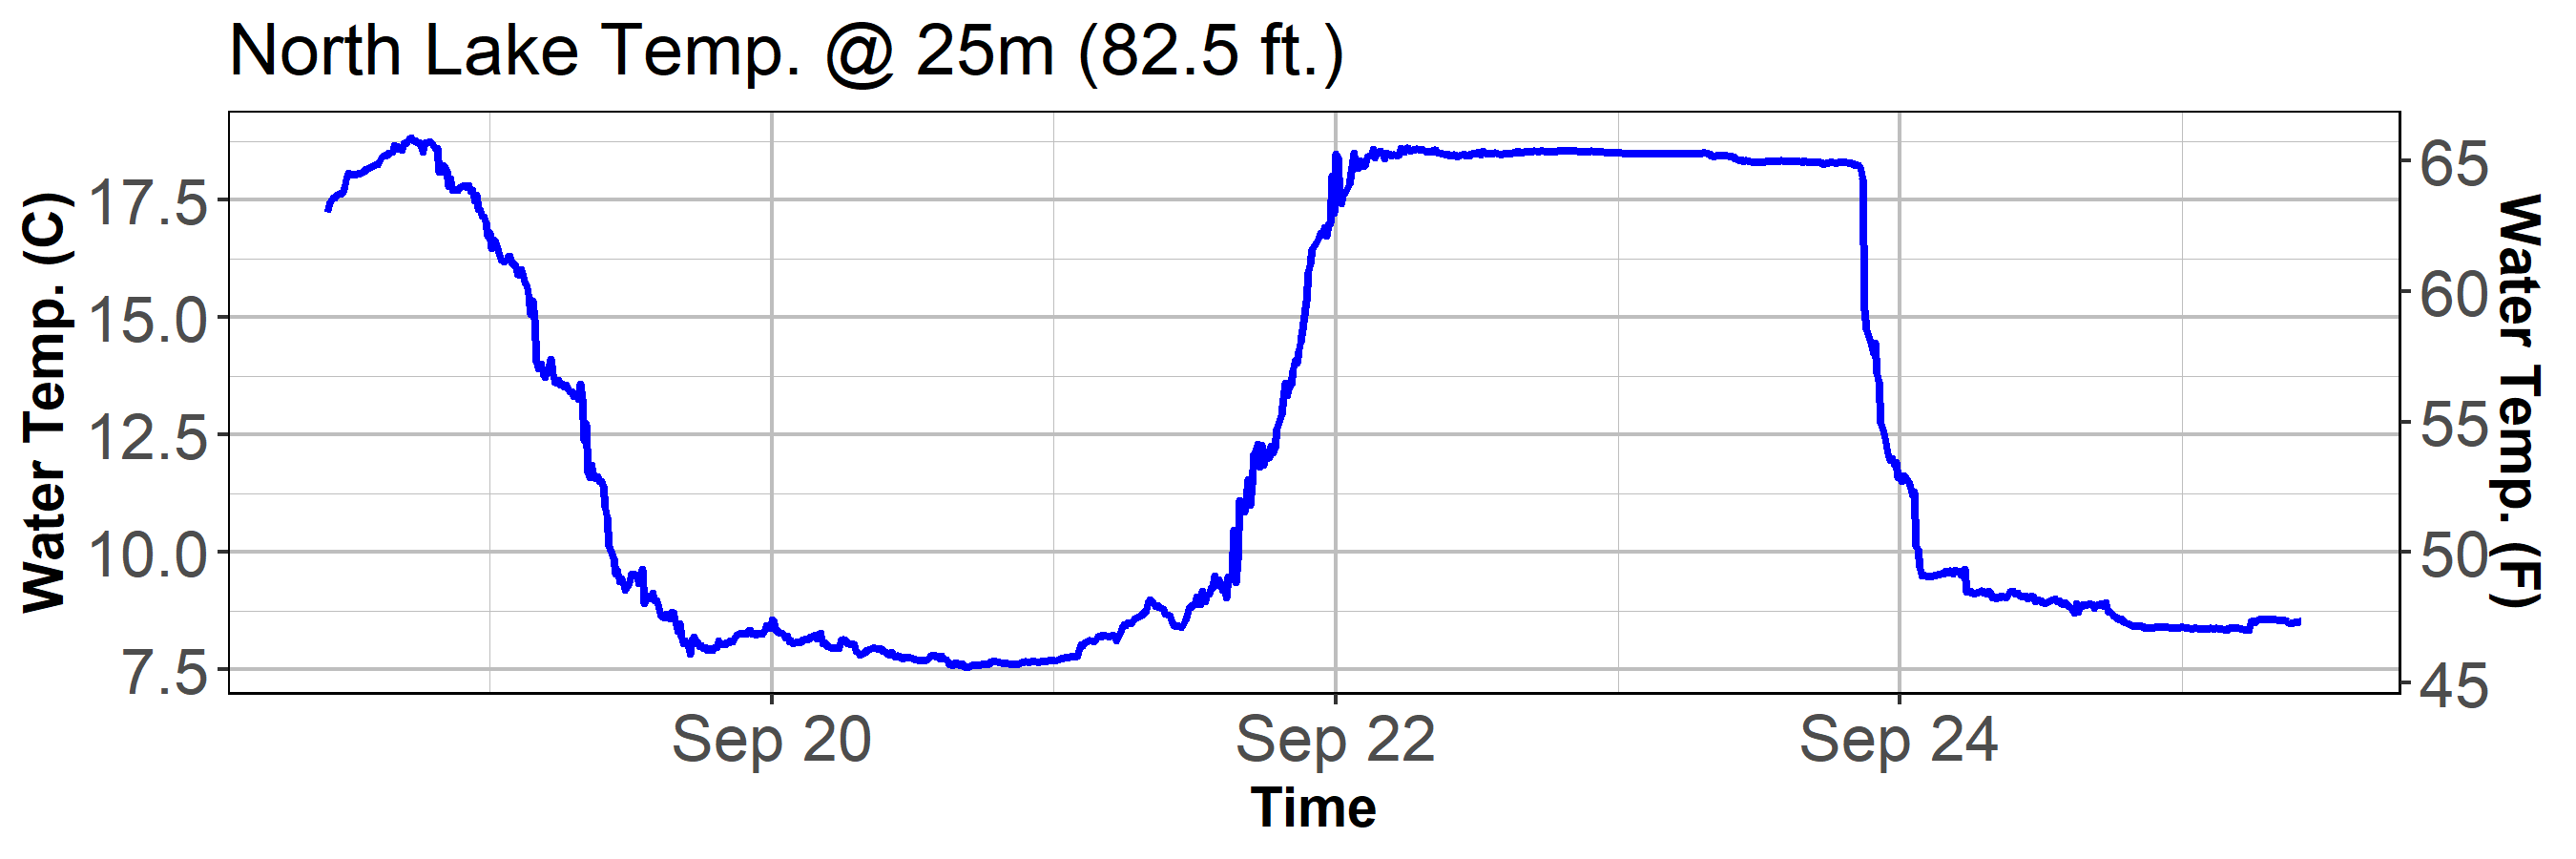 North Lake Temp. @ 25m (82.5 ft.)
Water Temp. (C)
17.5
15.0
12.5
10.0
7.5
65
60
55
50
45
Water Temp. (F)
Sep 20 Sep 22 Sep 24
Time